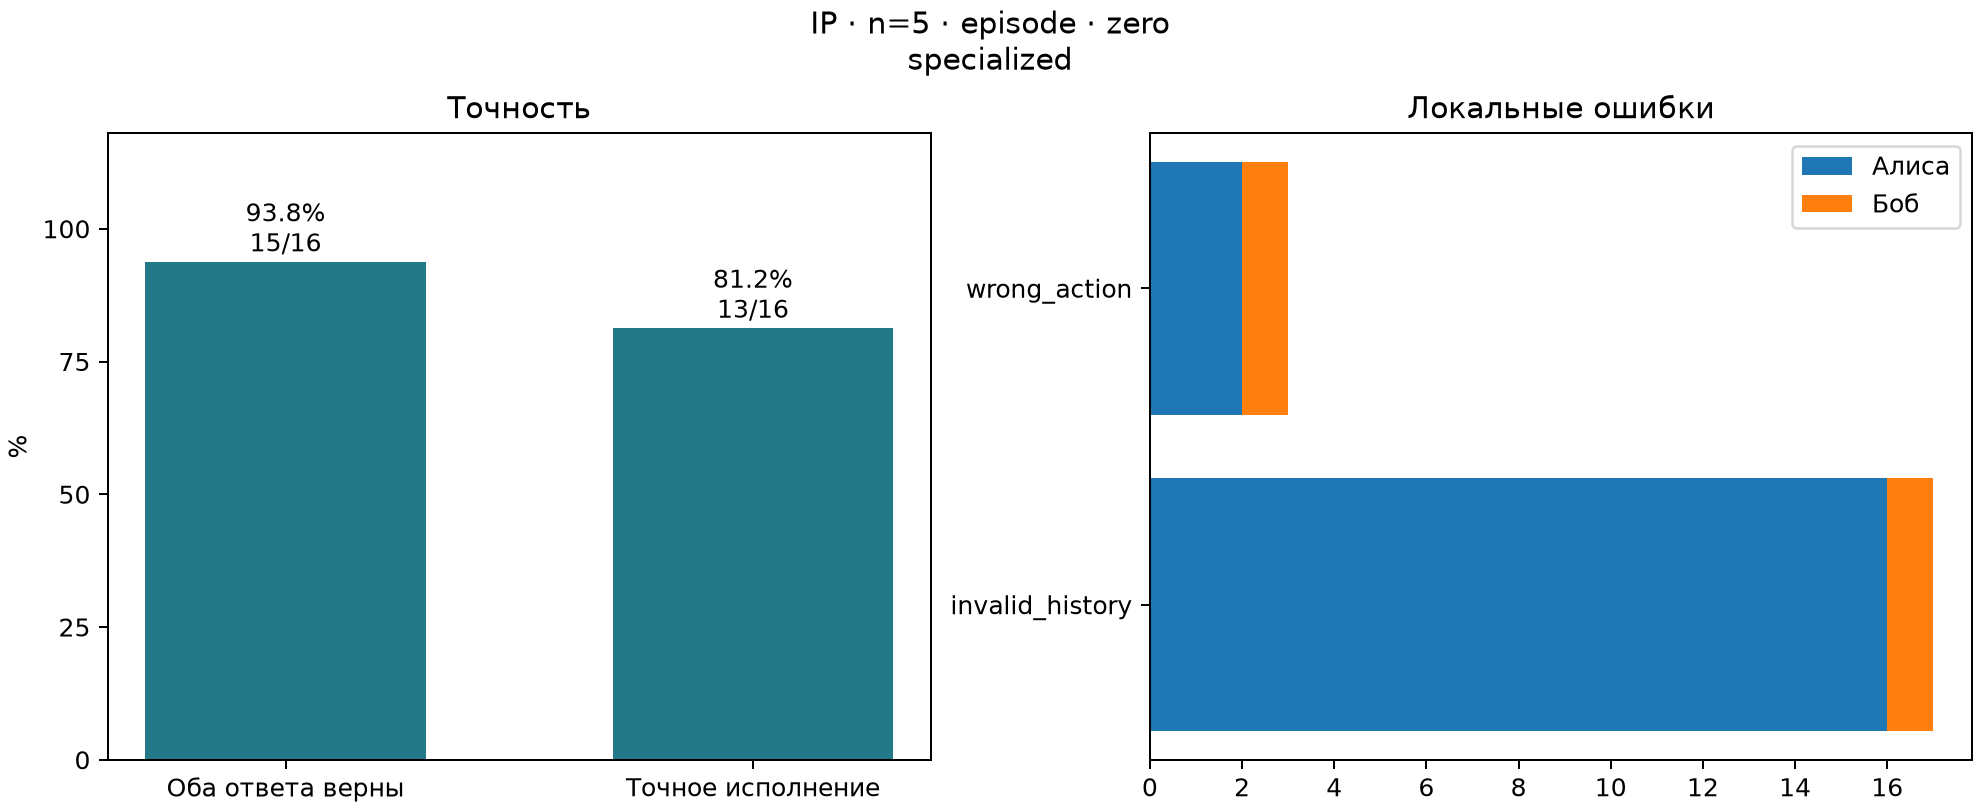 IP · n=5 · episode · zero
specialized
Точность
%
100
75
50
25
0
93.8%
15/16
81.2%
13/16
Оба ответа верны
Точное исполнение
Локальные ошибки
Алиса
Боб
wrong_action
invalid_history
0 2 4 6 8 10 12 14 16